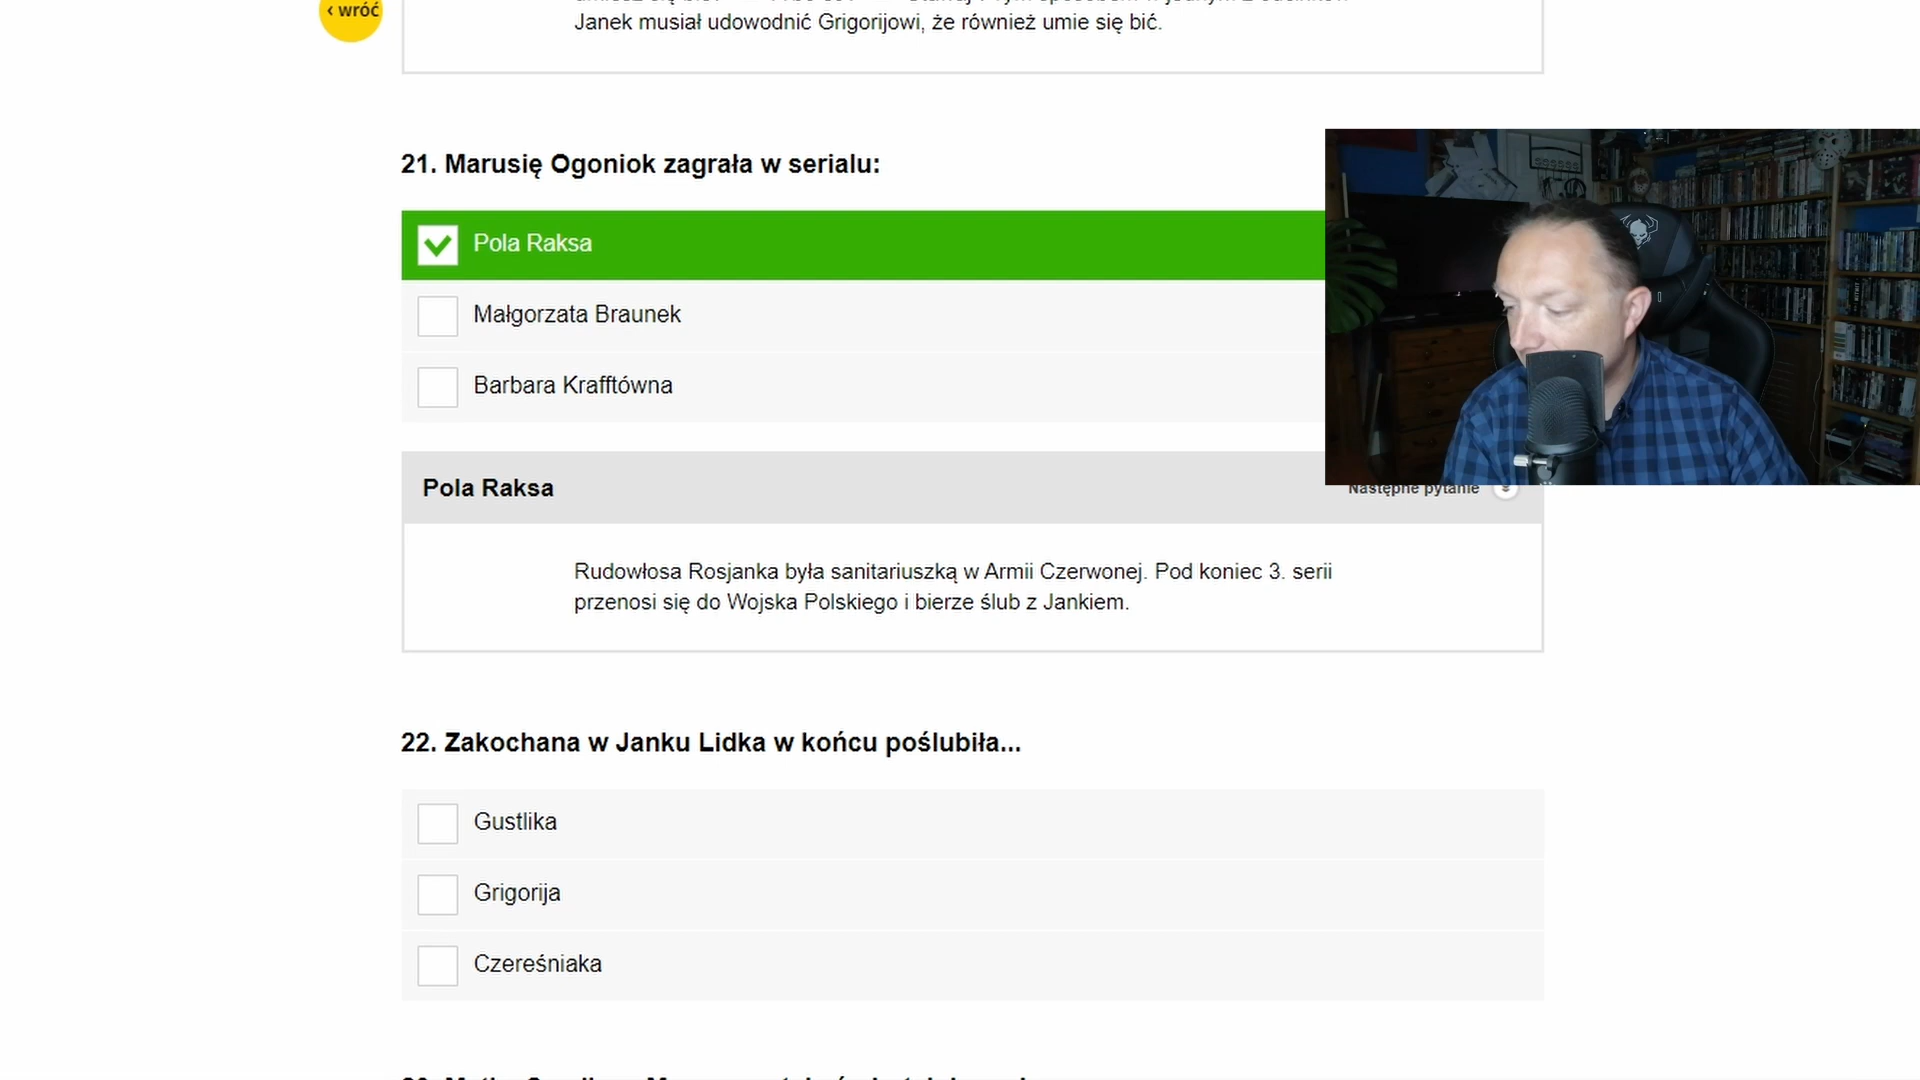 ‹ wróć
Janek musiał udowodnić Grigorijowi, że również umie się bić.
21. Marusię Ogoniok zagrała w serialu:
Pola Raksa
Małgorzata Braunek
Barbara Krafftówna
Pola Raksa
Następne pytanie
Rudowłosa Rosjanka była sanitariuszką w Armii Czerwonej. Pod koniec 3. serii
przenosi się do Wojska Polskiego i bierze ślub z Jankiem.
22. Zakochana w Janku Lidka w końcu poślubiła...
Gustlika
Grigorija
Czereśniaka